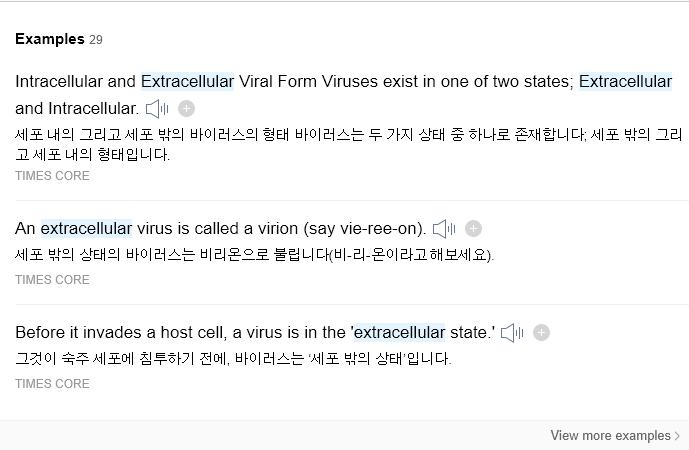 Examples 29
Intracellular and Extracellular Viral Form Viruses exist in one of two states; Extracellular
and Intracellular.
세포 내의 그리고 세포 밖의 바이러스의 형태 바이러스는 두 가지 상태 중 하나로 존재합니다; 세포 밖의 그리
고 세포 내의 형태입니다.
TIMES CORE
An extracellular virus is called a virion (say vie-ree-on).
세포 밖의 상태의 바이러스는 비리온으로 불립니다(비-리-온이라고 해보세요).
TIMES CORE
Before it invades a host cell, a virus is in the 'extracellular state.'
그것이 숙주 세포에 침투하기 전에, 바이러스는 ‘세포 밖의 상태’입니다.
TIMES CORE
View more examples >